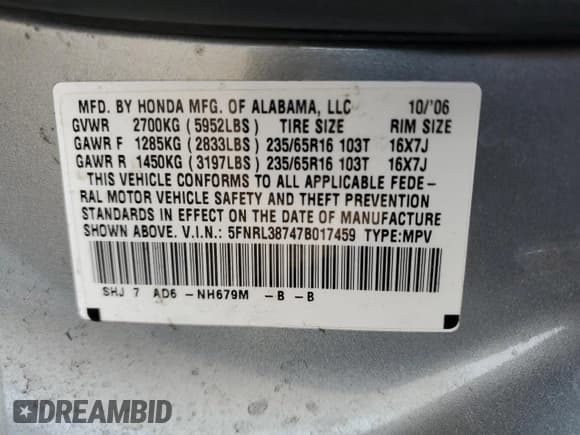 MFD. BY HONDA MFG. OF ALABAMA, LLC 10/'06
GVWR 2700KG ( 5952LBS ) TIRE SIZE RIM SIZE
GAWR F 1285KG ( 2833LBS ) 235/65R16 103T 16X7J
GAWR R 1450KG ( 3197LBS ) 235/65R16 103T 16X7J
THIS VEHICLE CONFORMS TO ALL APPLICABLE FEDE-
RAL MOTOR VEHICLE SAFETY AND THEFT PREVENTION
STANDARDS IN EFFECT ON THE DATE OF MANUFACTURE
SHOWN ABOVE. V.I.N.: 5FNRL38747B017459 TYPE:MPV
SHJ 7 AD6 -NH679M -B -B
DREAMBID